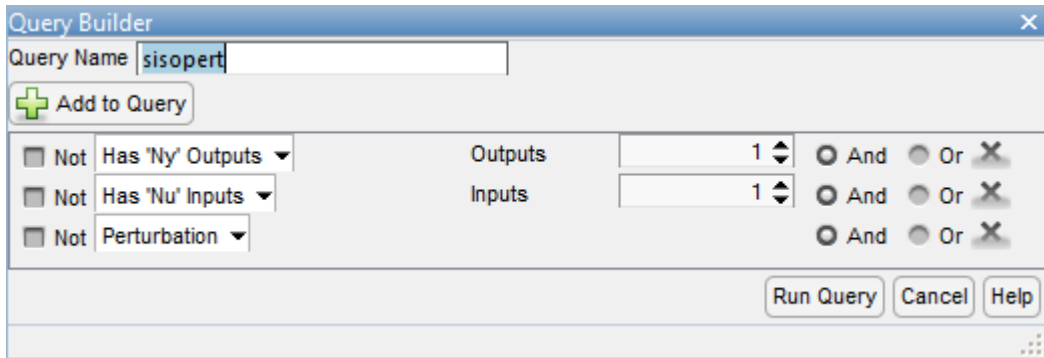 Query Builder
Query Name sisopert
Add to Query
Not Has 'Ny' Outputs Outputs 1 And Or
Not Has 'Nu' Inputs Inputs 1 And Or
Not Perturbation And Or
Run Query Cancel Help